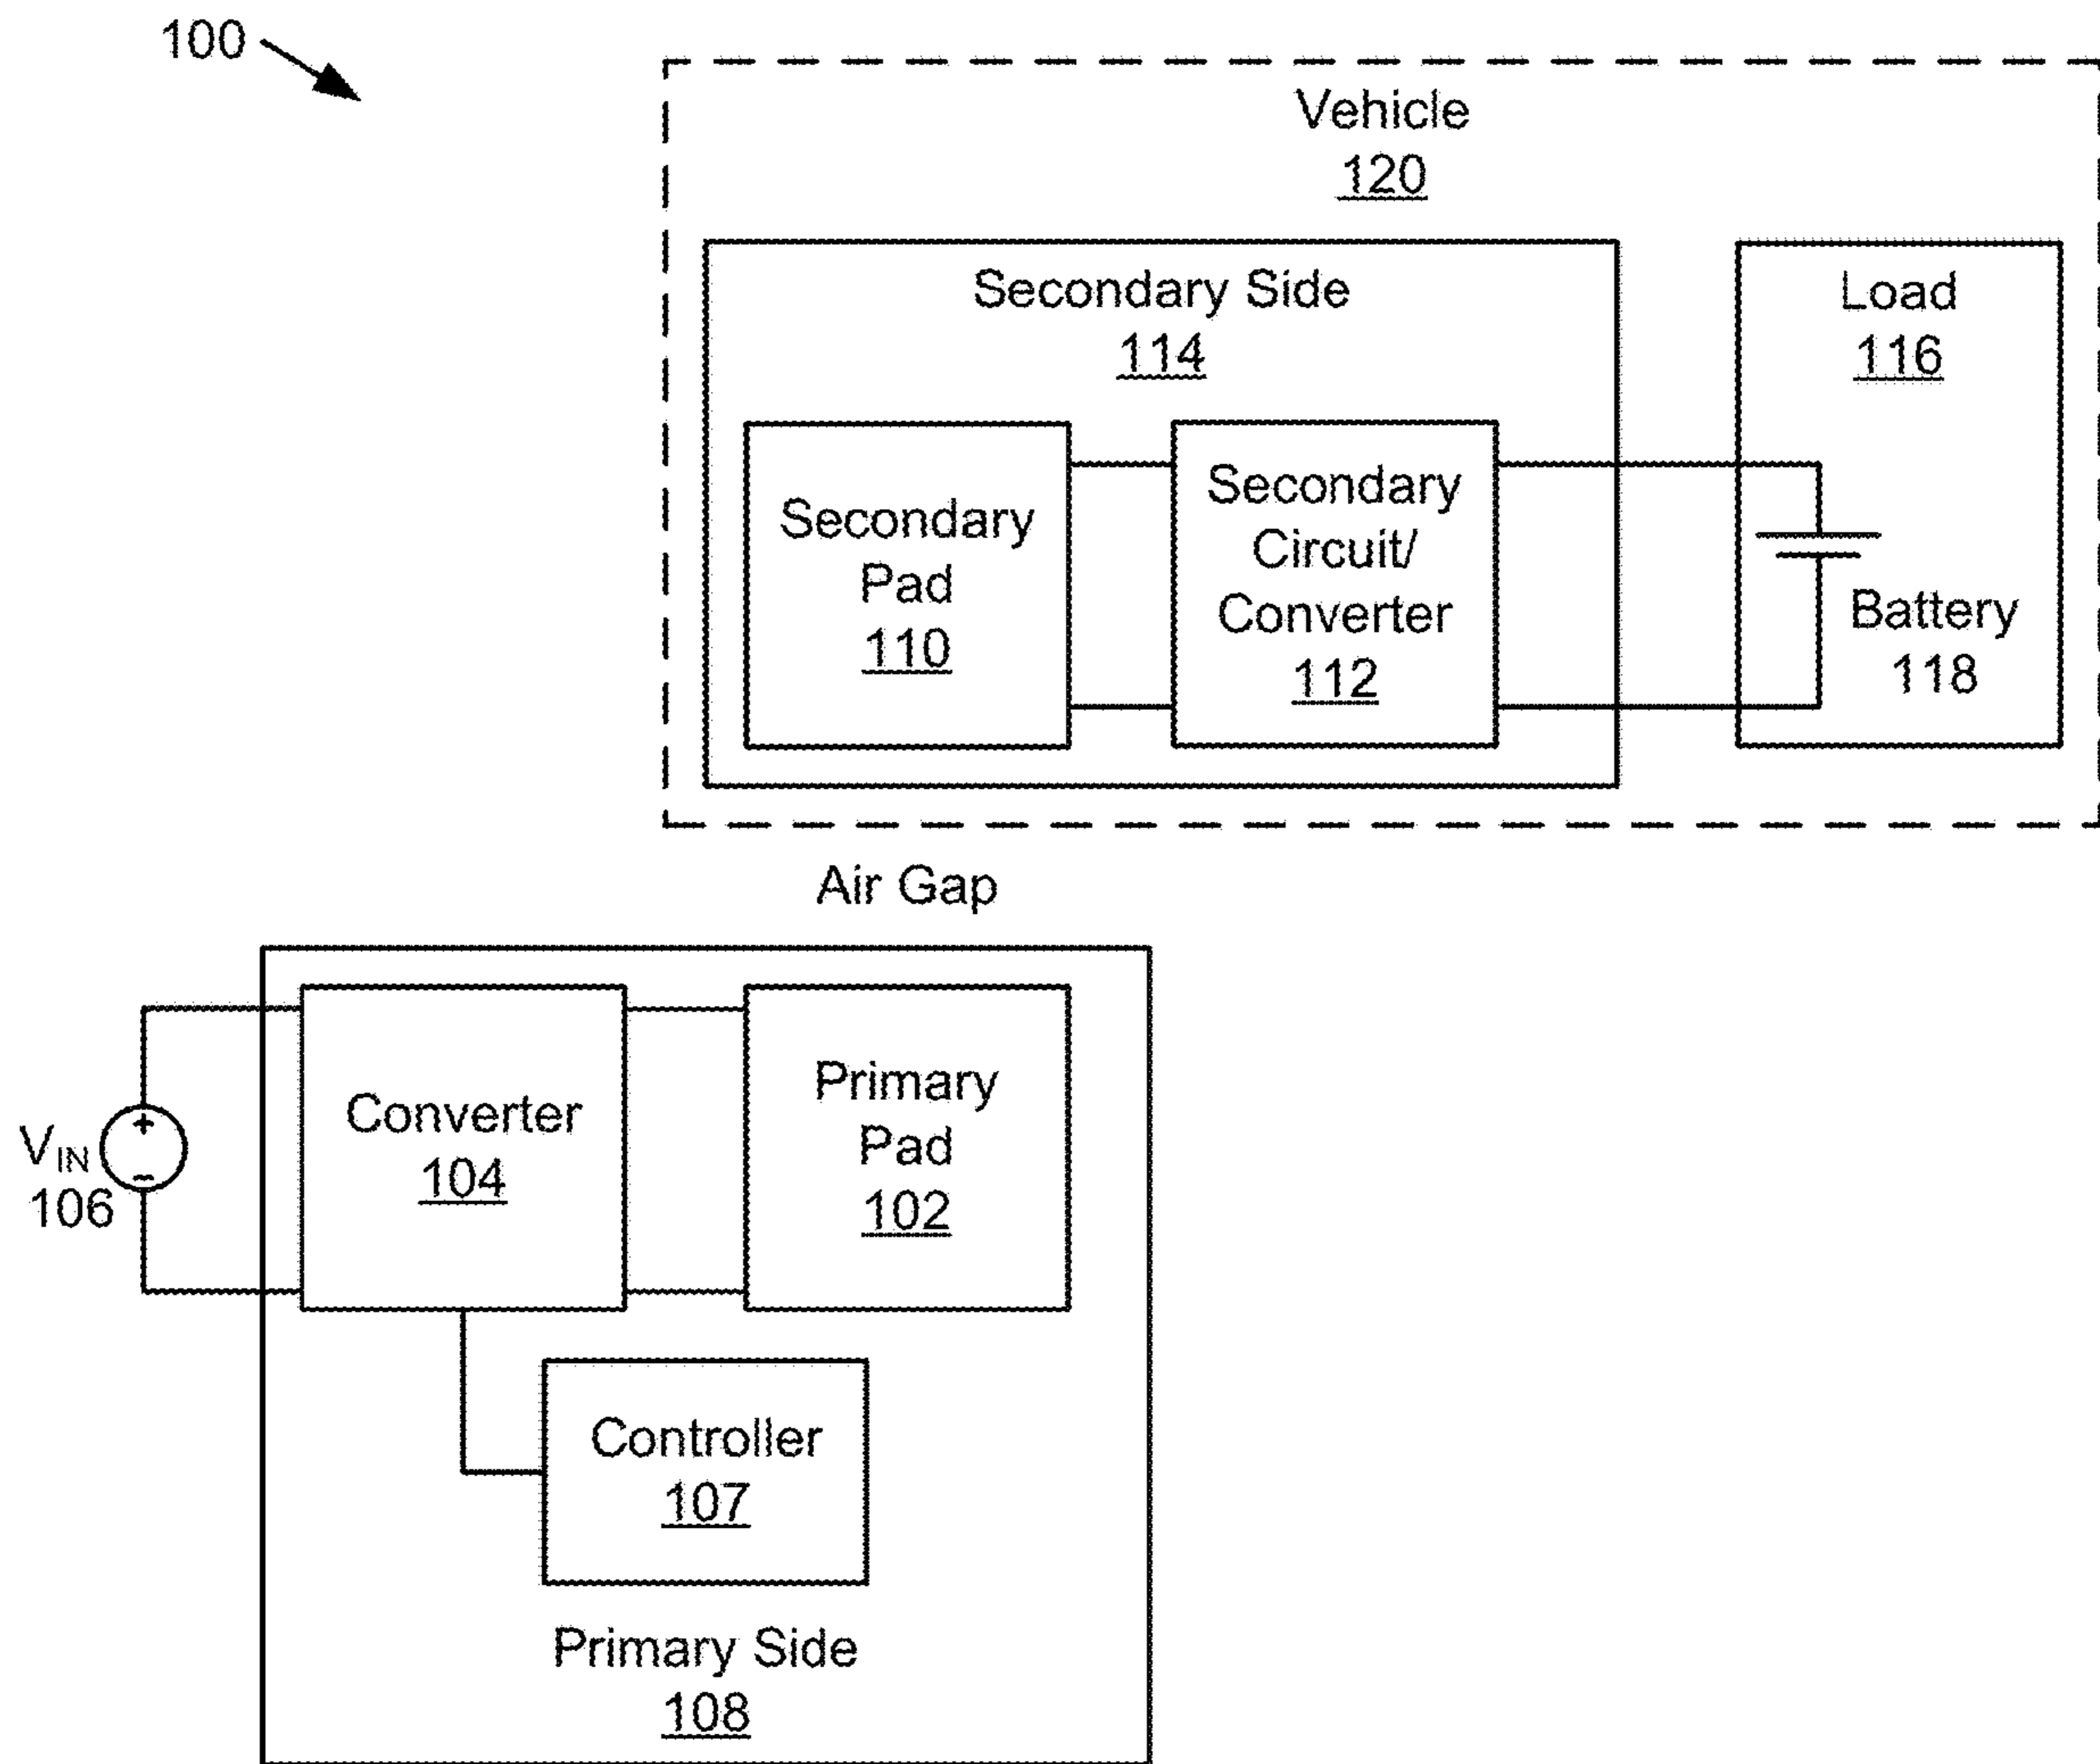 100
Vehicle
120
Secondary Side
114
Load
116
Secondary
Pad
110
Secondary
Circuit/
Converter
112
Battery
118
Air Gap
Converter
104
Primary
Pad
102
+
−
V_IN
106
Controller
107
Primary Side
108